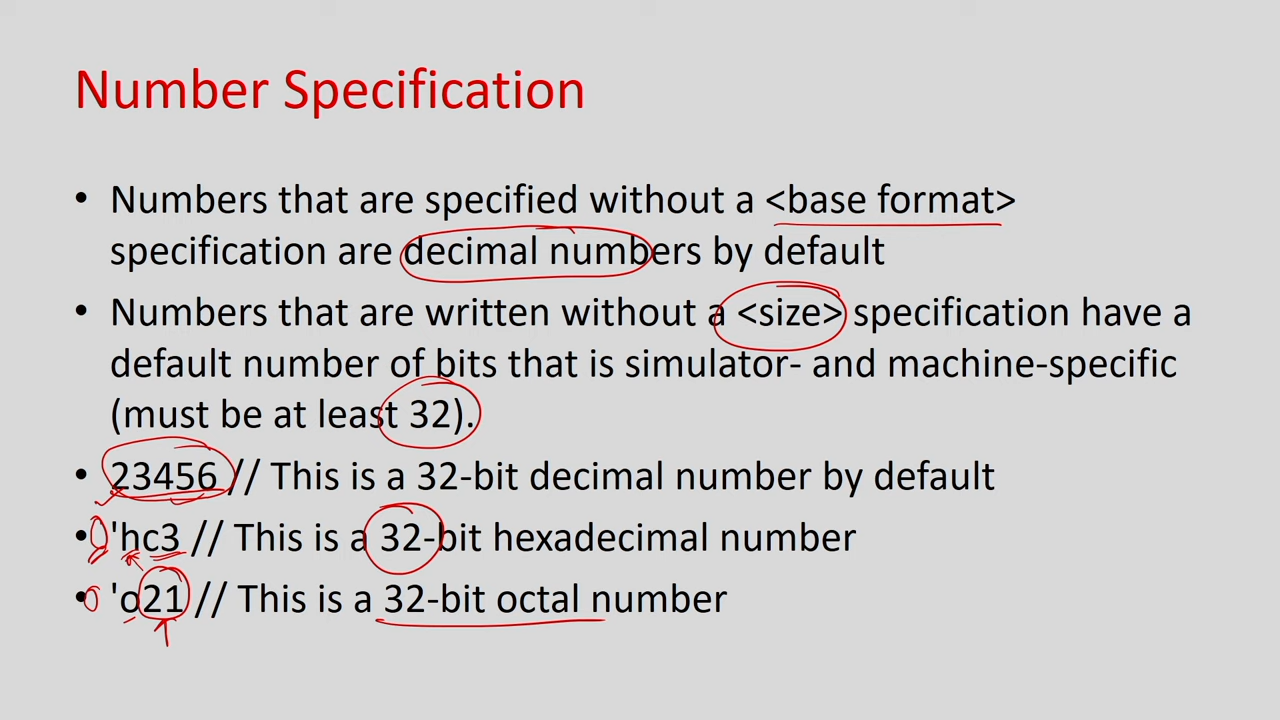 Number Specification
• Numbers that are specified without a <base format>
specification are decimal numbers by default
• Numbers that are written without a <size> specification have a
default number of bits that is simulator- and machine-specific
(must be at least 32).
• 23456 // This is a 32-bit decimal number by default
• 'hc3 // This is a 32-bit hexadecimal number
• 'o21 // This is a 32-bit octal number